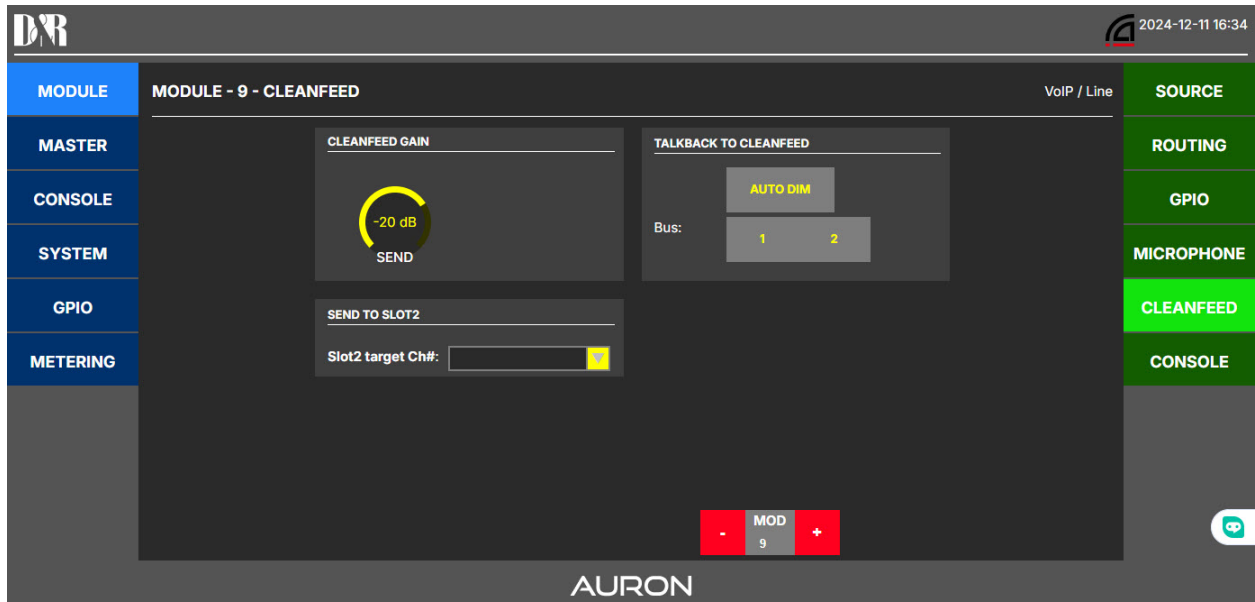 D&R
2024-12-11 16:34
MODULE
MASTER
CONSOLE
SYSTEM
GPIO
METERING
MODULE - 9 - CLEANFEED
VoIP / Line
CLEANFEED GAIN
-20 dB
SEND
TALKBACK TO CLEANFEED
AUTO DIM
Bus:
1 2
SEND TO SLOT2
Slot2 target Ch#:
- MOD +
9
SOURCE
ROUTING
GPIO
MICROPHONE
CLEANFEED
CONSOLE
AURON